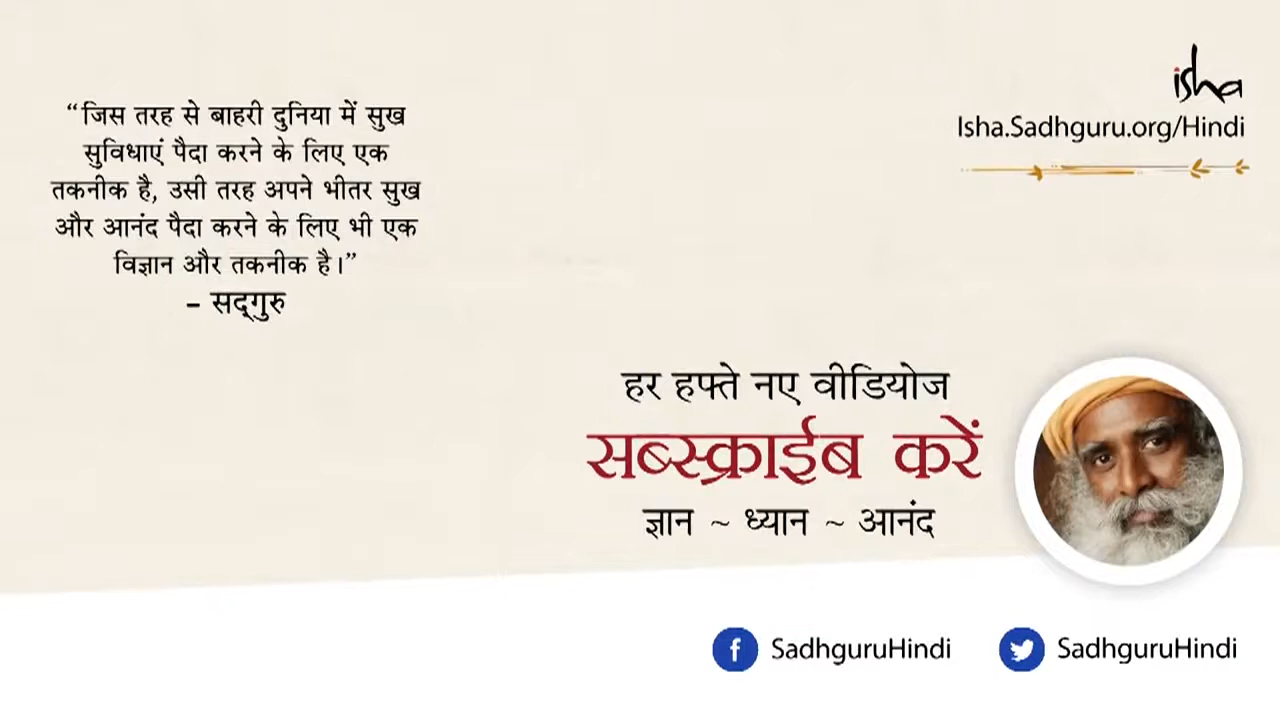 “जिस तरह से बाहरी दुनिया में सुख
सुविधाएं पैदा करने के लिए एक
तकनीक है, उसी तरह अपने भीतर सुख
और आनंद पैदा करने के लिए भी एक
विज्ञान और तकनीक है।”
– सद्‌गुरु
isha
Isha.Sadhguru.org/Hindi
हर हफ्ते नए वीडियोज
सब्स्क्राईब करें
ज्ञान ~ ध्यान ~ आनंद
SadhguruHindi
SadhguruHindi